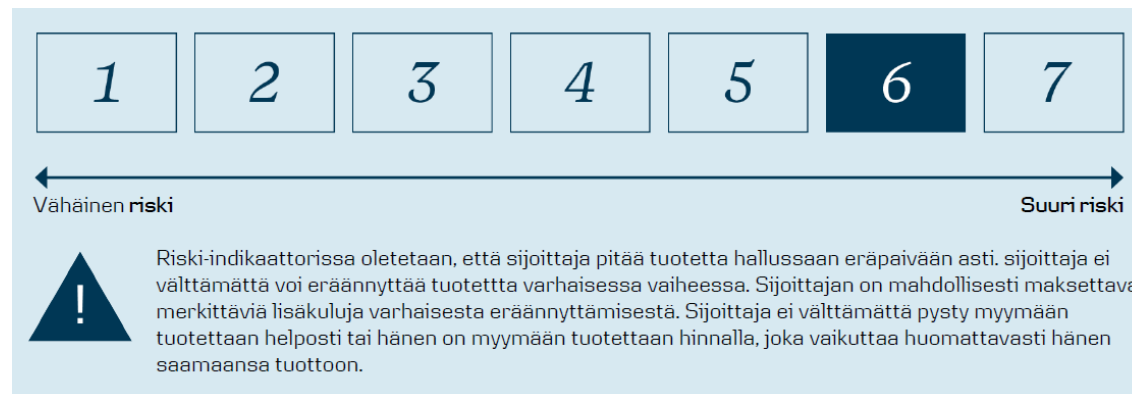 1 2 3 4 5 6 7
Vähäinen riski Suuri riski
!
Riski-indikaattorissa oletetaan, että sijoittaja pitää tuotetta hallussaan eräpaivään asti. sijoittaja ei
välttämättä voi eräännyttää tuotettta varhaisessa vaiheessa. Sijoittajan on mahdollisesti maksettava
merkittäviä lisäkuluja varhaisesta eräännyttämisestä. Sijoittaja ei välttämättä pysty myymään
tuotettaan helposti tai hänen on myymään tuotettaan hinnalla, joka vaikuttaa huomattavasti hänen
saamaansa tuottoon.